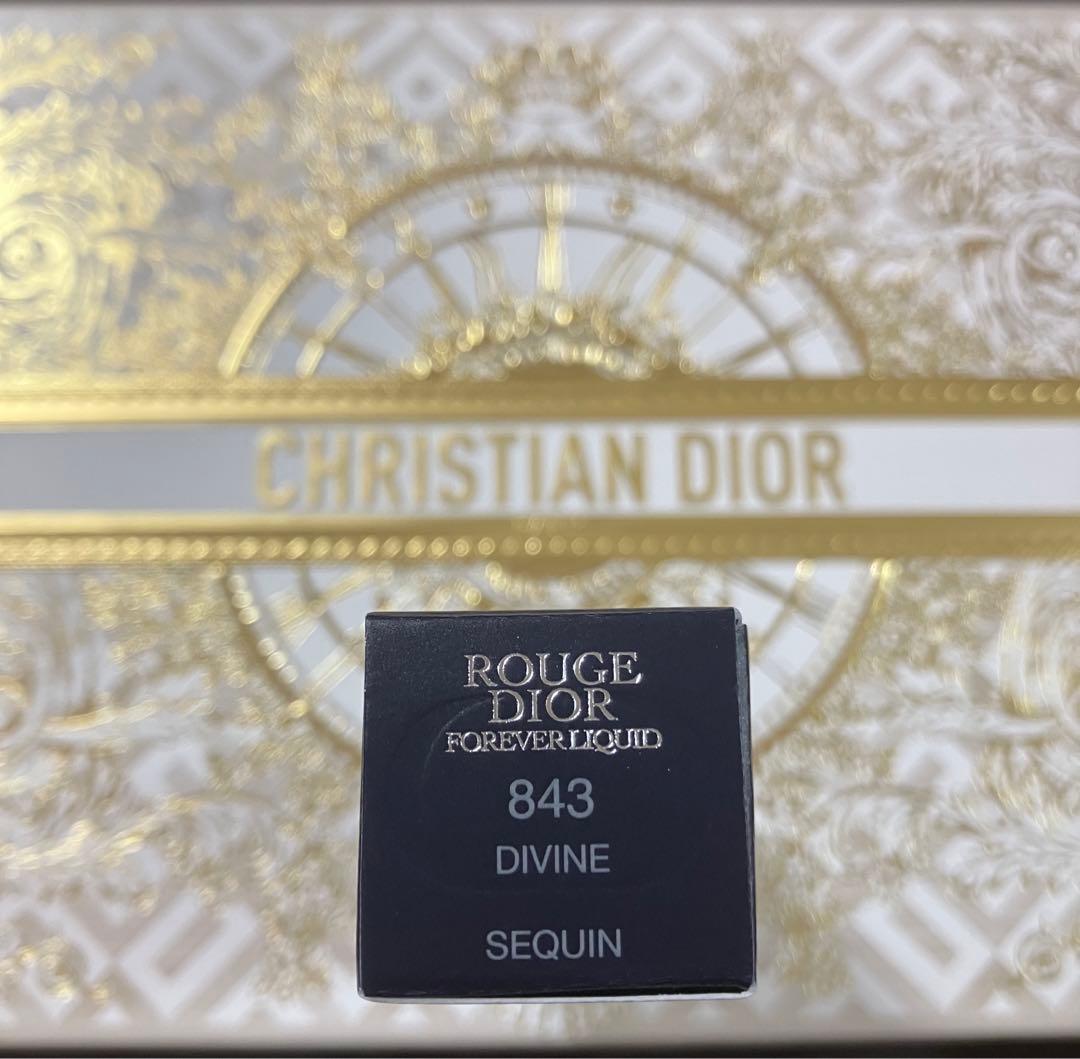 CHRISTIAN DIOR
ROUGE
DIOR
FOREVER LIQUID
843
DIVINE
SEQUIN